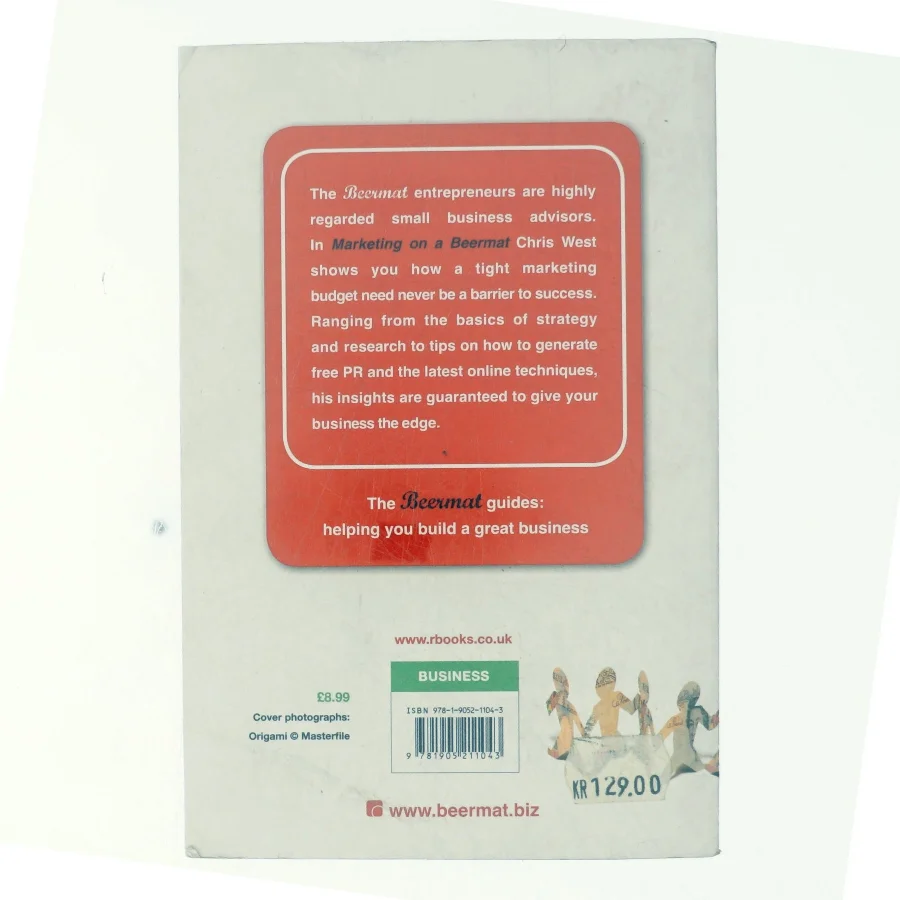 The Beermat entrepreneurs are highly
regarded small business advisors.
In Marketing on a Beermat Chris West
shows you how a tight marketing
budget need never be a barrier to success.
Ranging from the basics of strategy
and research to tips on how to generate
free PR and the latest online techniques,
his insights are guaranteed to give your
business the edge.
The Beermat guides:
helping you build a great business
www.rbooks.co.uk
BUSINESS
£8.99
Cover photographs:
Origami © Masterfile
ISBN 978-1-9052-1104-3
9 781905 211043
KR 129.00
www.beermat.biz